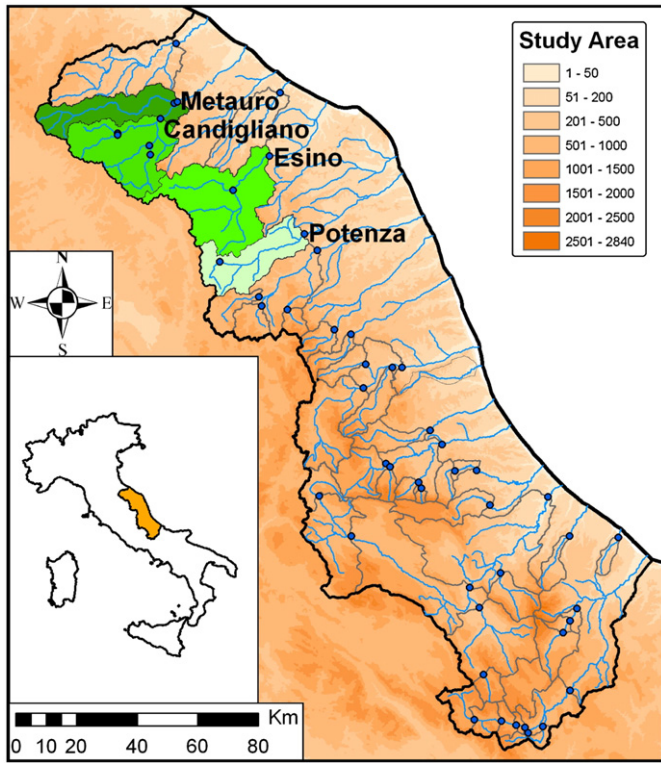 Study Area
1 - 50
51 - 200
201 - 500
501 - 1000
1001 - 1500
1501 - 2000
2001 - 2500
2501 - 2840
Metauro
Candigliano
Esino
Potenza
N
W E
S
Km
0 10 20 40 60 80